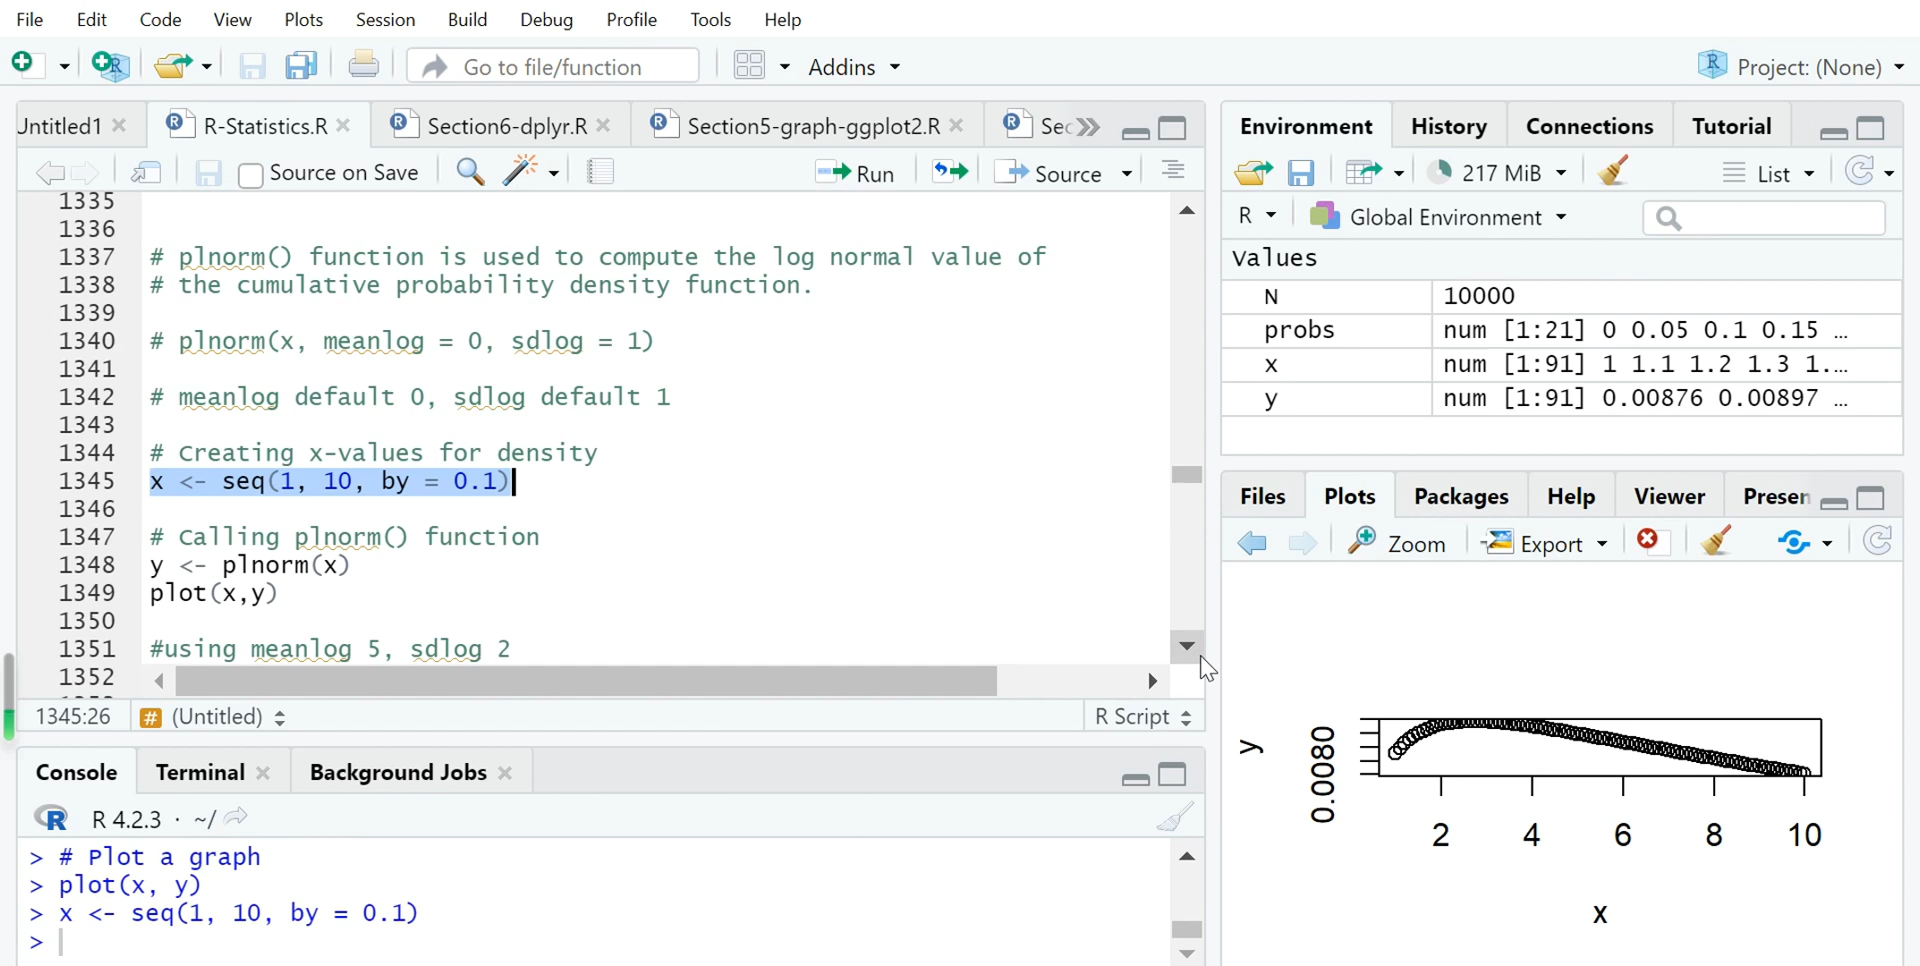 File Edit Code View Plots Session Build Debug Profile Tools Help
Go to file/function Addins Project: (None)
Untitled1 R-Statistics.R Section6-dplyr.R Section5-graph-ggplot2.R Sec
Source on Save Run Source
1335
1336
1337 # plnorm() function is used to compute the log normal value of
1338 # the cumulative probability density function.
1339
1340 # plnorm(x, meanlog = 0, sdlog = 1)
1341
1342 # meanlog default 0, sdlog default 1
1343
1344 # Creating x-values for density
1345 x <- seq(1, 10, by = 0.1)
1346
1347 # Calling plnorm() function
1348 y <- plnorm(x)
1349 plot(x,y)
1350
1351 #using meanlog 5, sdlog 2
1352
1345:26 # (Untitled) R Script
Console Terminal Background Jobs
R R 4.2.3 · ~/
> # Plot a graph
> plot(x, y)
> x <- seq(1, 10, by = 0.1)
>
Environment History Connections Tutorial
217 MiB List
R Global Environment
Values
N 10000
probs num [1:21] 0 0.05 0.1 0.15 ...
x num [1:91] 1 1.1 1.2 1.3 1....
y num [1:91] 0.00876 0.00897 ...
Files Plots Packages Help Viewer Presen
Zoom Export
y
0.0080
2 4 6 8 10
x